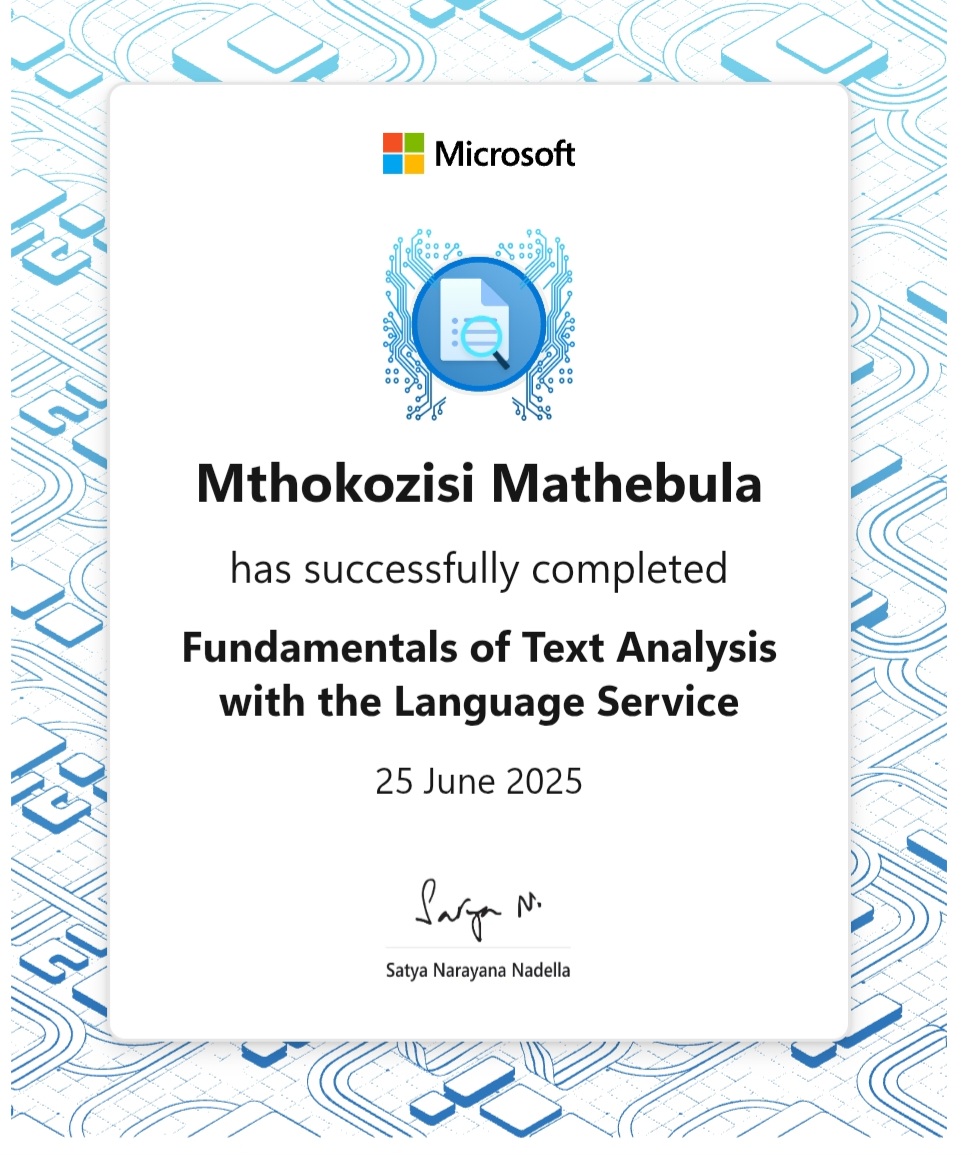 Microsoft
Mthokozisi Mathebula
has successfully completed
Fundamentals of Text Analysis
with the Language Service
25 June 2025
Satya N.
Satya Narayana Nadella